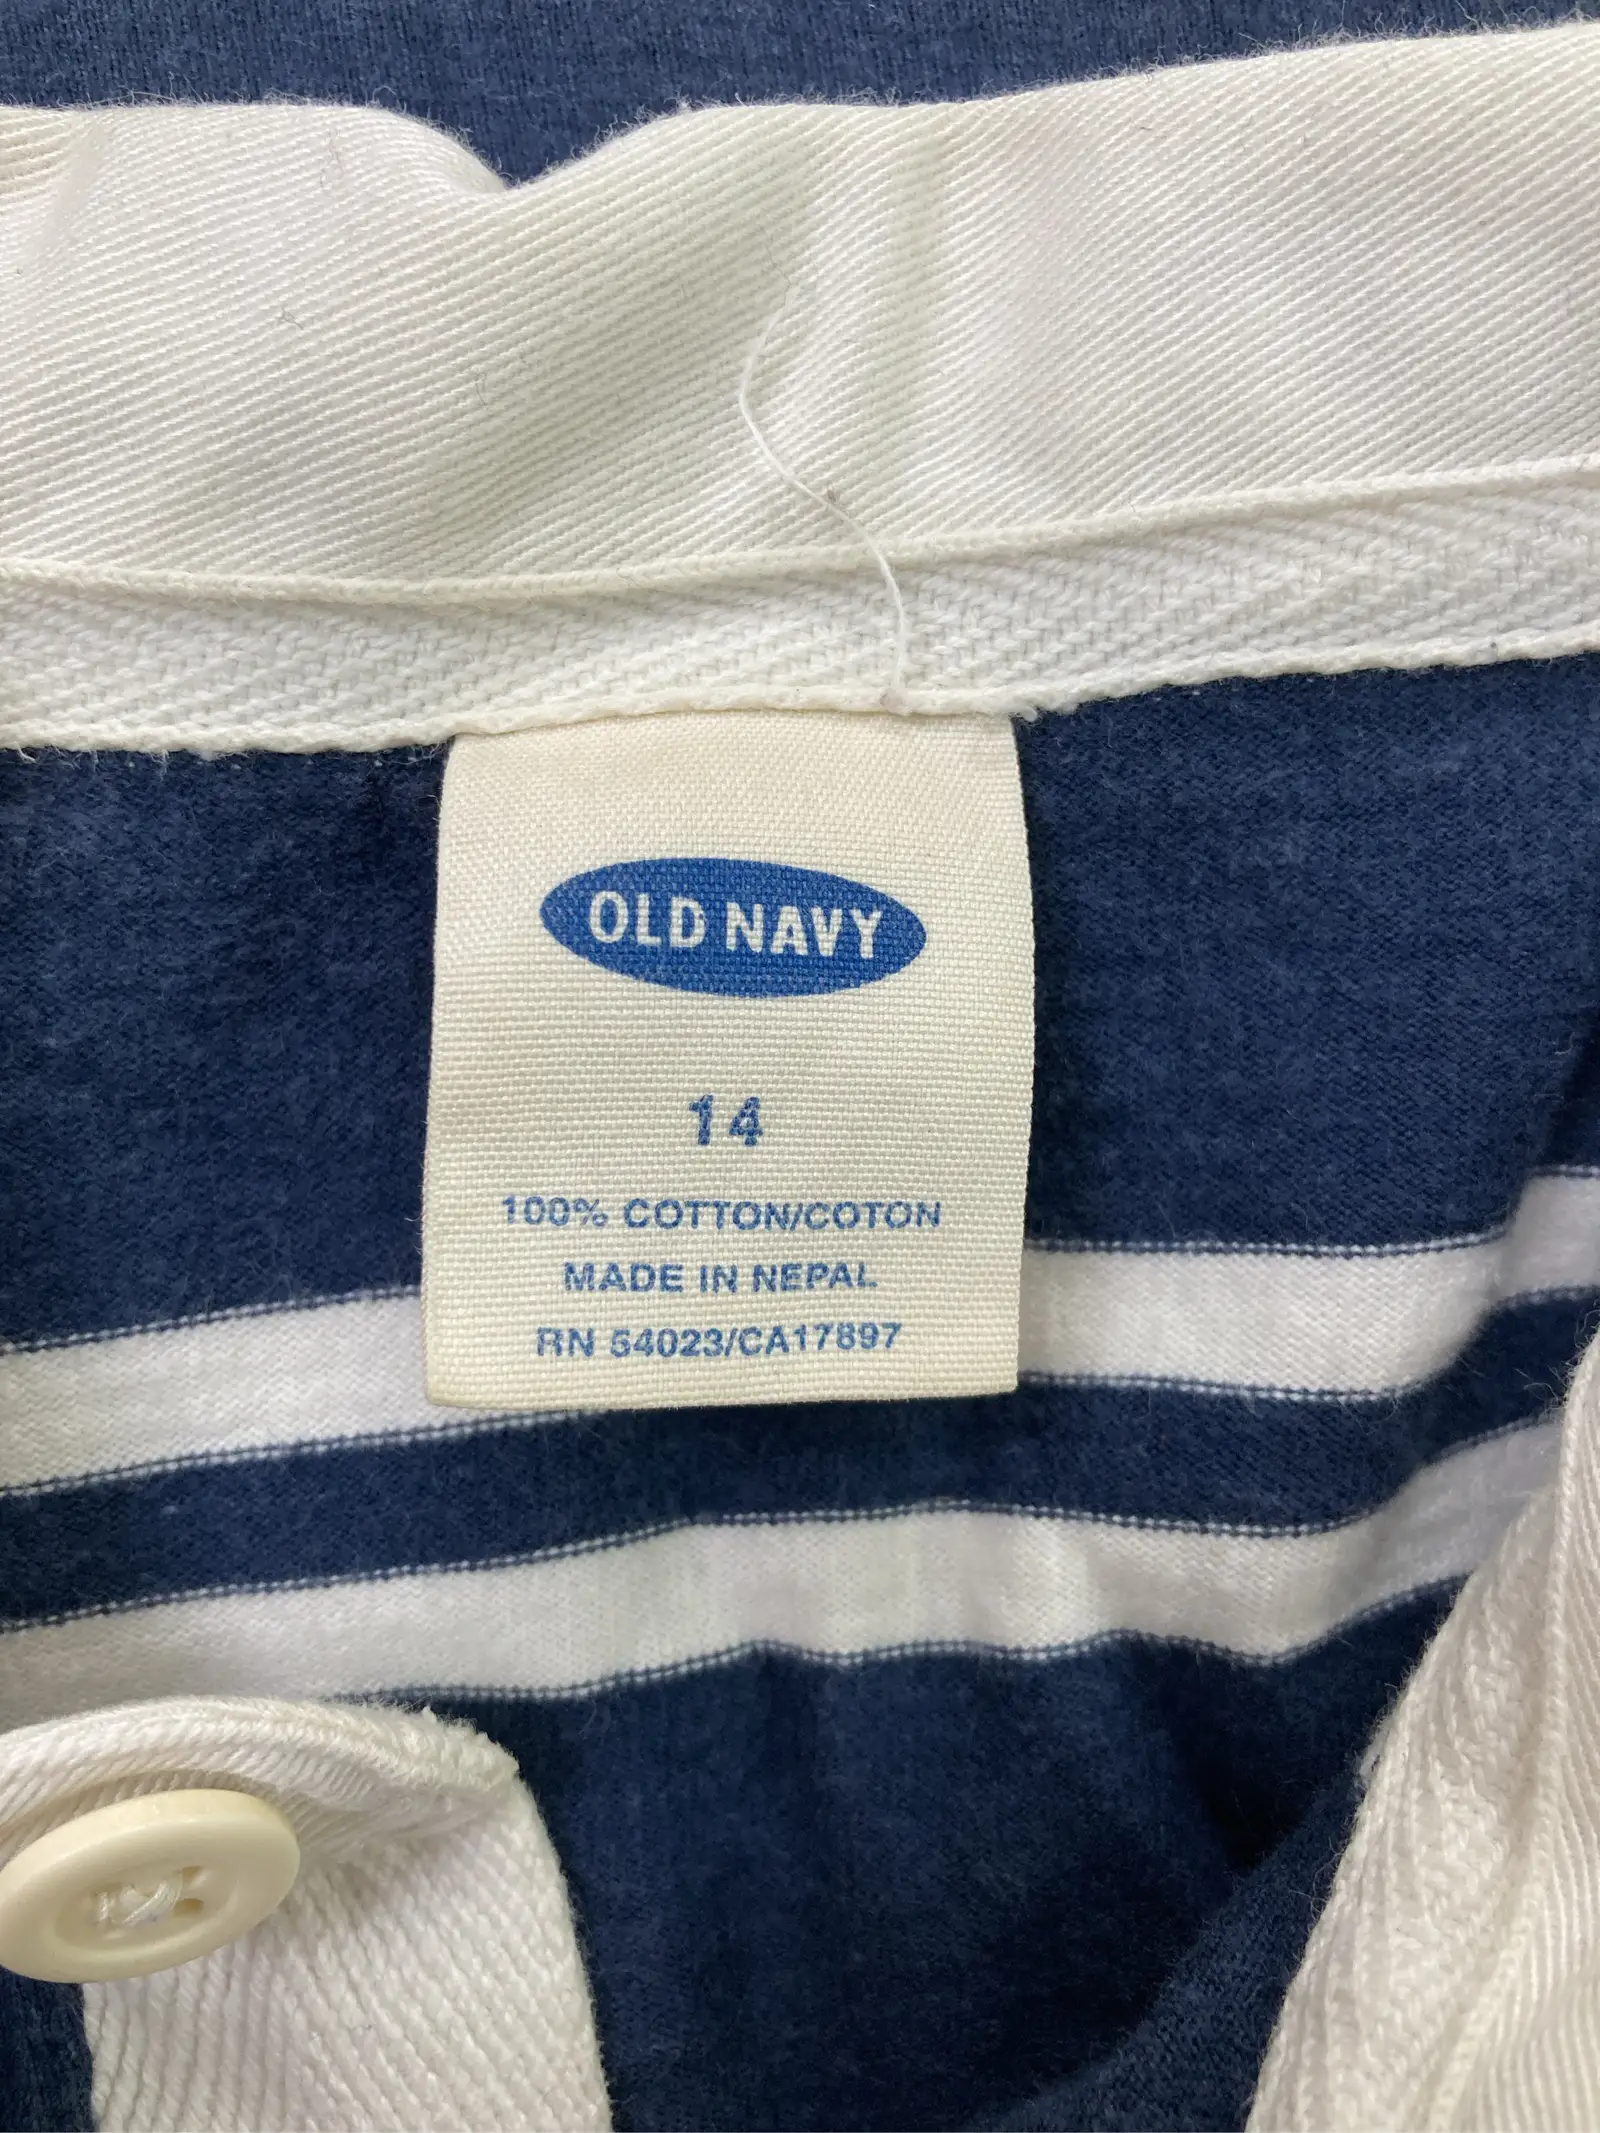 OLD NAVY
14
100% COTTON/COTON
MADE IN NEPAL
RN 54023/CA17897